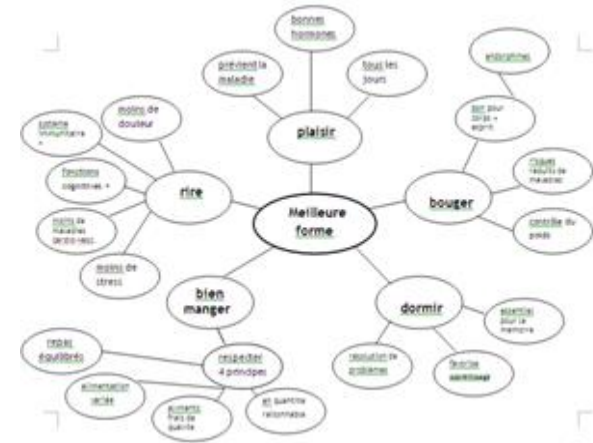 bonnes
hormones
prévient la
maladie
tous les
jours
plaisir
endorphines
bon pour
corps +
esprit
risques
réduits de
maladies
contrôle du
poids
bouger
moins de
douleur
système
immunitaire
+
fonctions
cognitives +
moins de
maladies
moins de
stress
rire
Meilleure
forme
bien
manger
respecter
4 principes
repas
équilibrés
alimentation
variée
aliments
frais de
qualité
en quantité
raisonnable
dormir
essentiel
pour la
mémoire
favorise
résolution de
problèmes